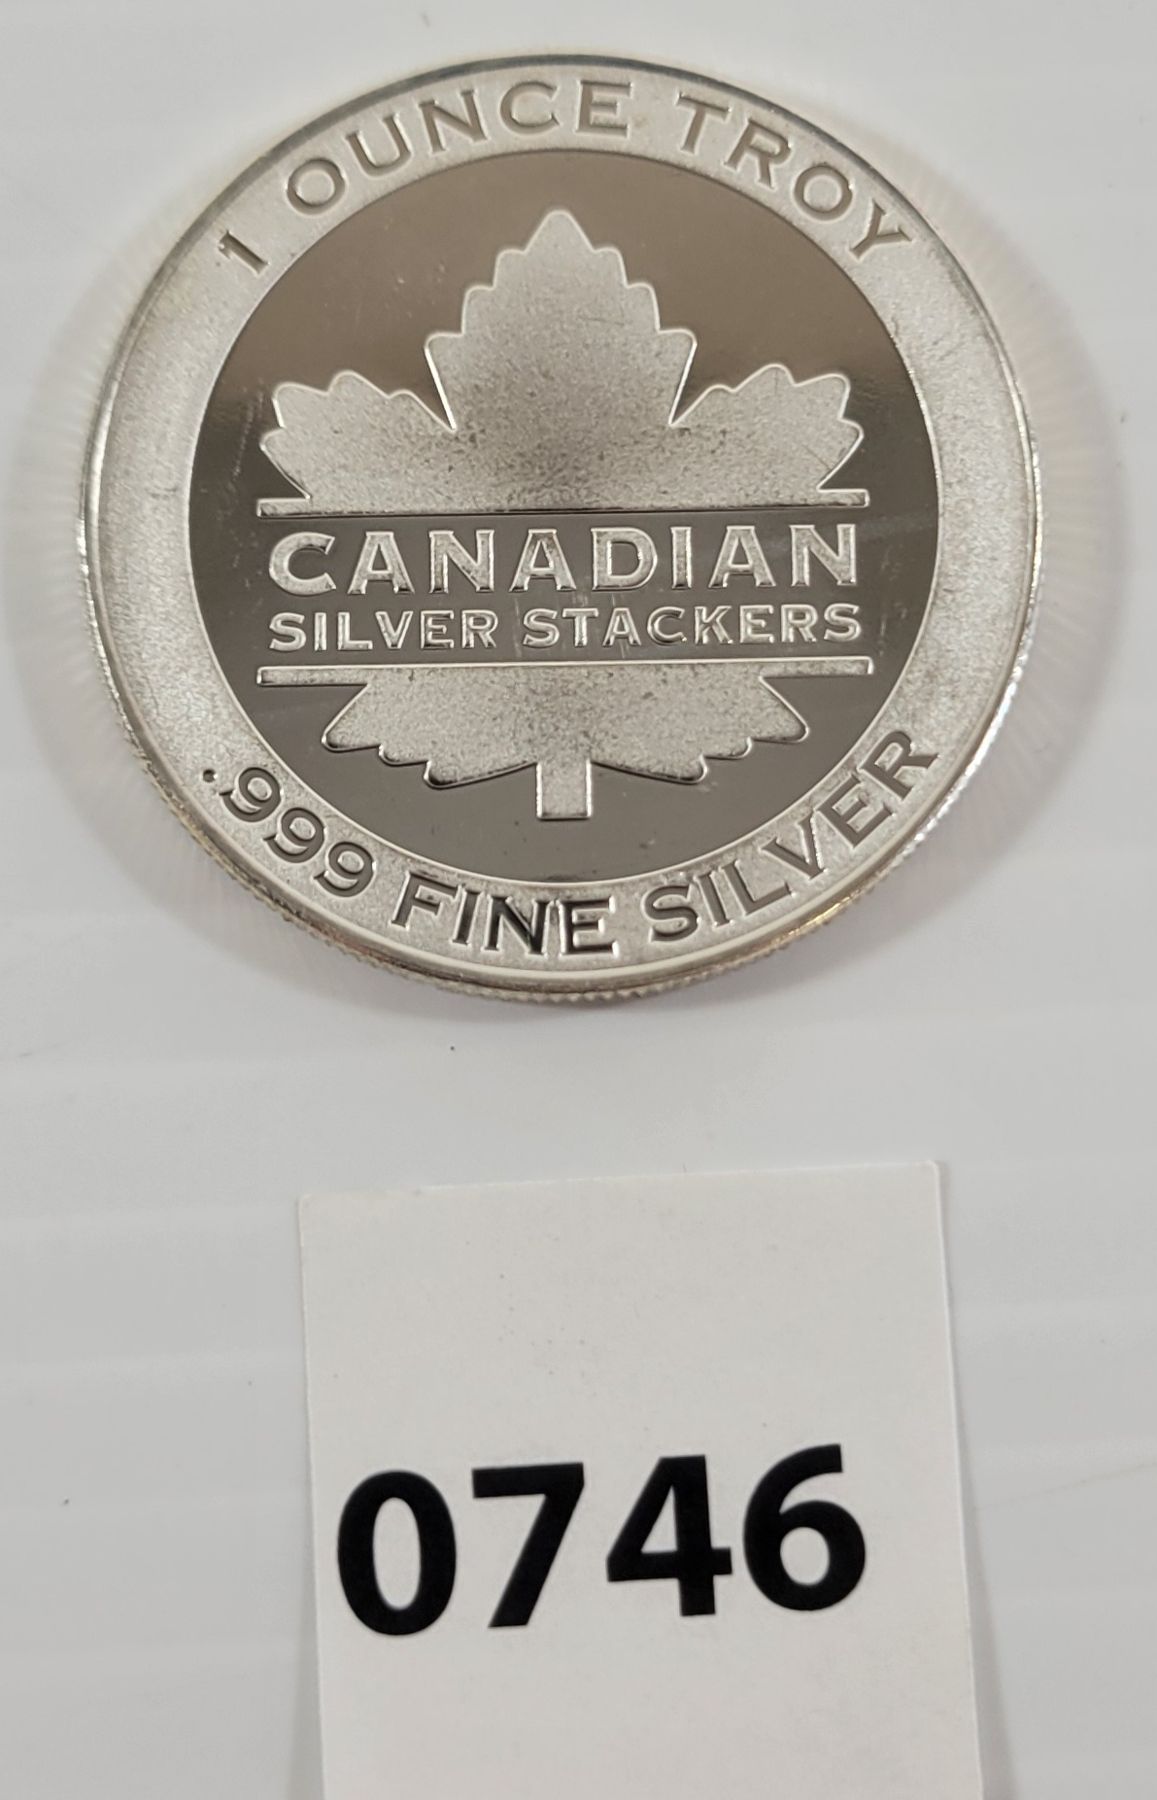 1 OUNCE TROY
CANADIAN
SILVER STACKERS
.999 FINE SILVER
0746